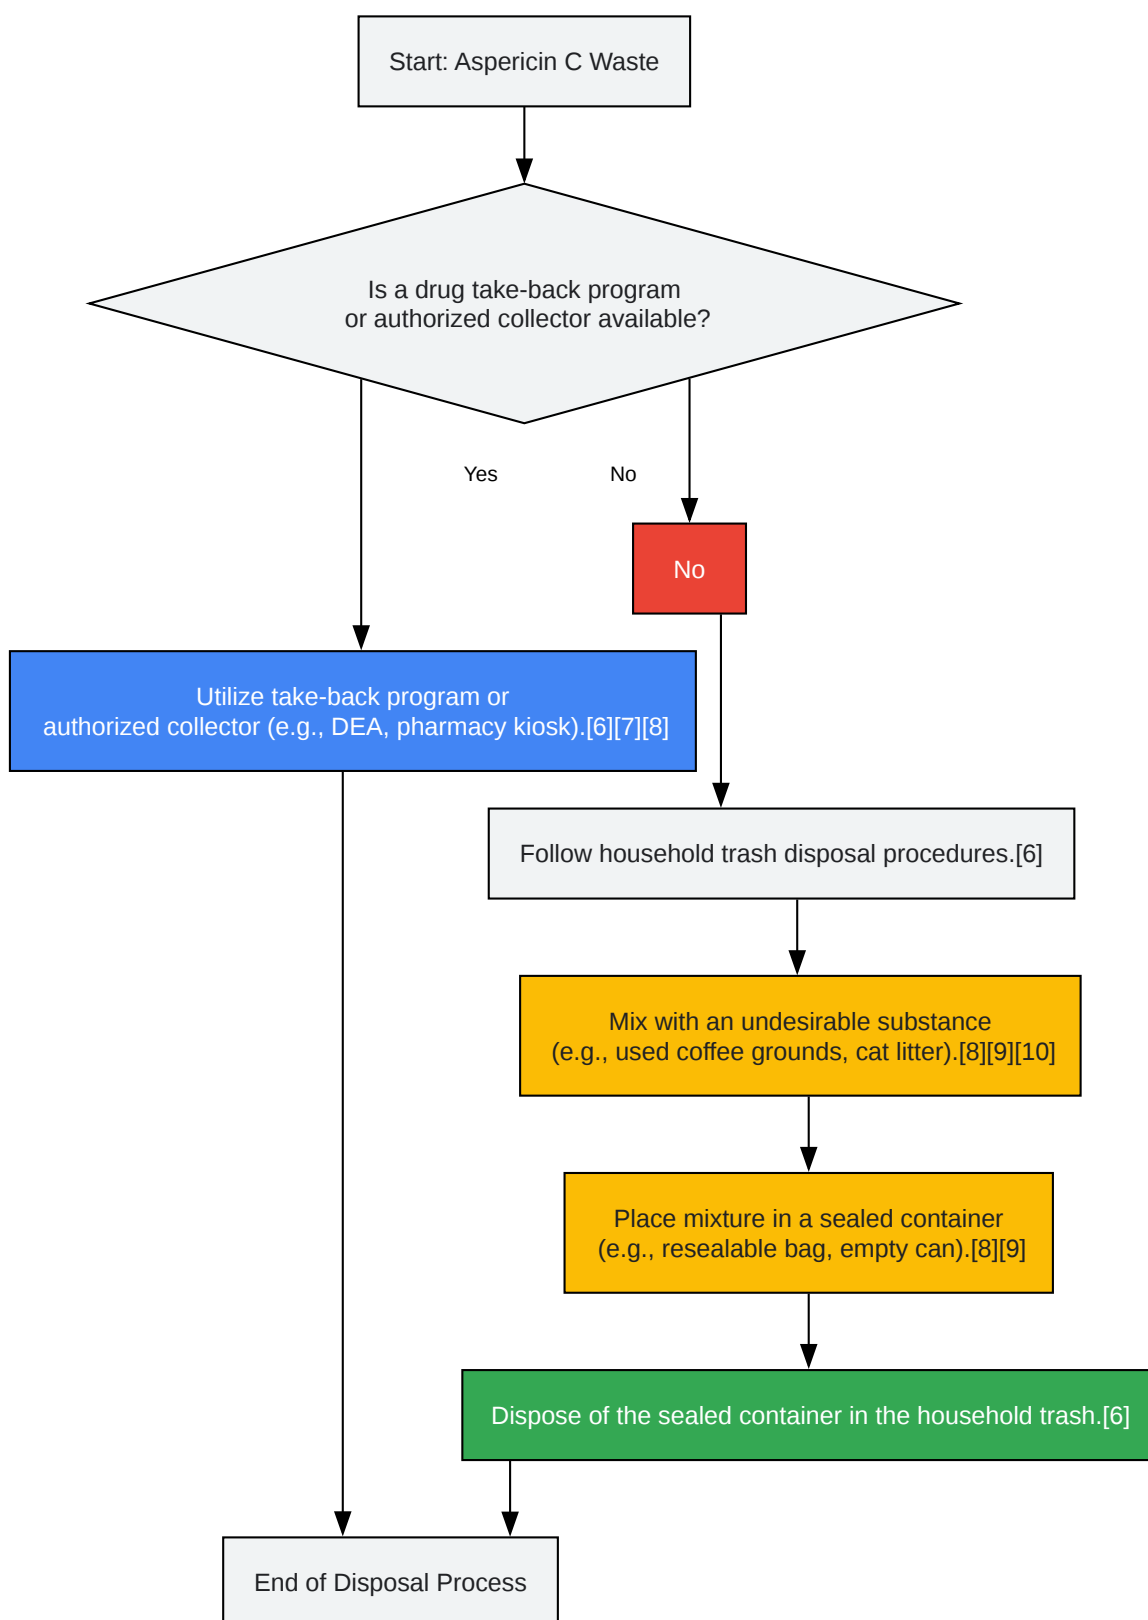 Start: Aspericin C Waste
Is a drug take-back program
or authorized collector available?
Yes
No
No
Utilize take-back program or
authorized collector (e.g., DEA, pharmacy kiosk).[6][7][8]
Follow household trash disposal procedures.[6]
Mix with an undesirable substance
(e.g., used coffee grounds, cat litter).[8][9][10]
Place mixture in a sealed container
(e.g., resealable bag, empty can).[8][9]
Dispose of the sealed container in the household trash.[6]
End of Disposal Process